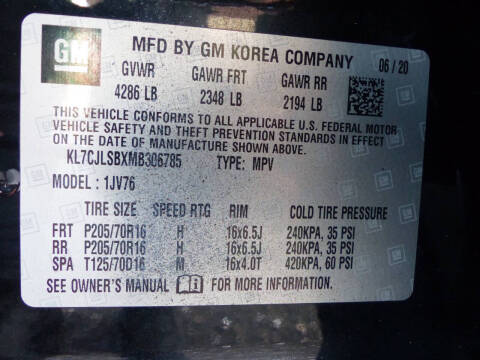 GM
MFD BY GM KOREA COMPANY 06/20
GVWR GAWR FRT GAWR RR
4286 LB 2348 LB 2194 LB
THIS VEHICLE CONFORMS TO ALL APPLICABLE U.S. FEDERAL MOTOR
VEHICLE SAFETY AND THEFT PREVENTION STANDARDS IN EFFECT
ON THE DATE OF MANUFACTURE SHOWN ABOVE.
KL7CJLSBXMB306785 TYPE: MPV
MODEL: 1JV76
TIRE SIZE SPEED RTG RIM COLD TIRE PRESSURE
FRT P205/70R16 H 16x6.5J 240KPA, 35 PSI
RR P205/70R16 H 16x6.5J 240KPA, 35 PSI
SPA T125/70D16 M 16x4.0T 420KPA, 60 PSI
SEE OWNER'S MANUAL FOR MORE INFORMATION.